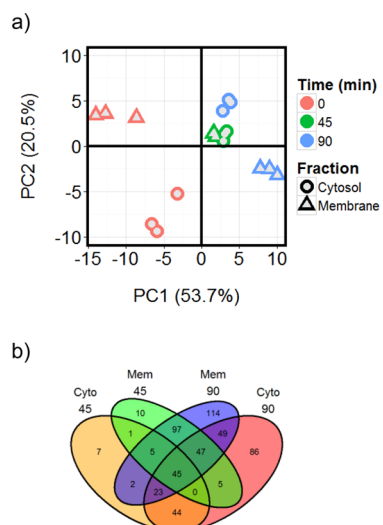 a)
10
5
0
-5
-10
PC2 (20.5%)
-15 -10 -5 0 5 10
PC1 (53.7%)
Time (min)
0
45
90
Fraction
Cytosol
Membrane
b)
Mem Mem
Cyto 45 90 Cyto
45 90
10 114
1 97 49
7 5 47 86
45
2 5
23 0
44